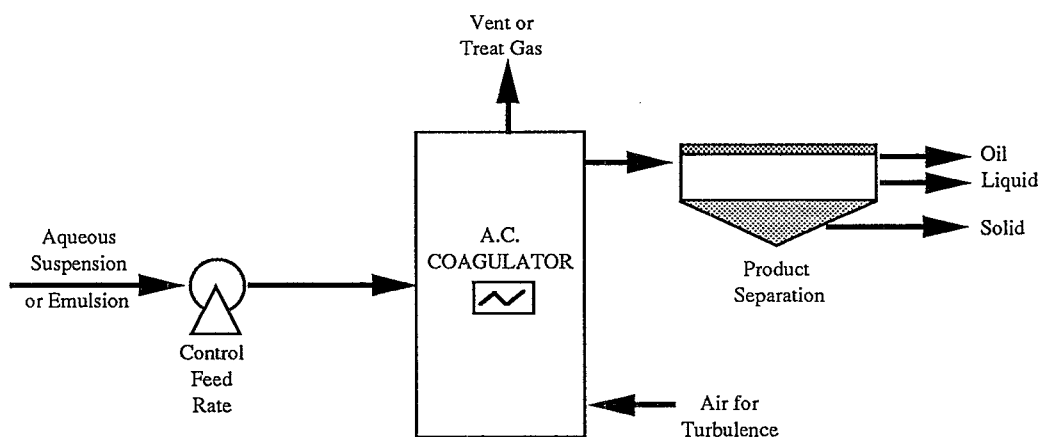 Vent or
Treat Gas
Oil
Liquid
Solid
Product
Separation
A.C.
COAGULATOR
Aqueous
Suspension
or Emulsion
Control
Feed
Rate
Air for
Turbulence